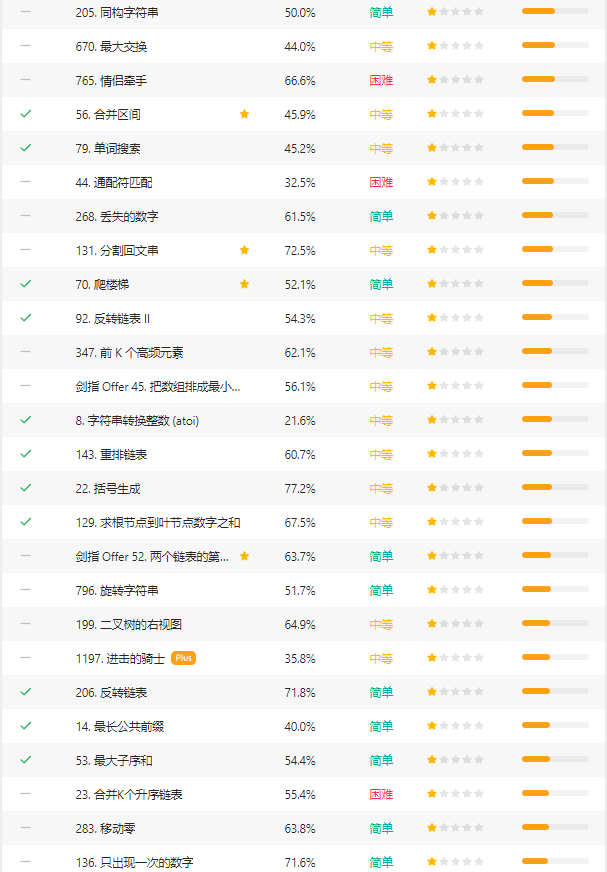 205. 同构字符串 50.0% 简单
670. 最大交换 44.0% 中等
765. 情侣牵手 66.6% 困难
56. 合并区间 45.9% 中等
79. 单词搜索 45.2% 中等
44. 通配符匹配 32.5% 困难
268. 丢失的数字 61.5% 简单
131. 分割回文串 72.5% 中等
70. 爬楼梯 52.1% 简单
92. 反转链表 II 54.3% 中等
347. 前 K 个高频元素 62.1% 中等
剑指 Offer 45. 把数组排成最小... 56.1% 中等
8. 字符串转换整数 (atoi) 21.6% 中等
143. 重排链表 60.7% 中等
22. 括号生成 77.2% 中等
129. 求根节点到叶节点数字之和 67.5% 中等
剑指 Offer 52. 两个链表的第... 63.7% 简单
796. 旋转字符串 51.7% 简单
199. 二叉树的右视图 64.9% 中等
1197. 进击的骑士 Plus 35.8% 中等
206. 反转链表 71.8% 简单
14. 最长公共前缀 40.0% 简单
53. 最大子序和 54.4% 简单
23. 合并K个升序链表 55.4% 困难
283. 移动零 63.8% 简单
136. 只出现一次的数字 71.6% 简单